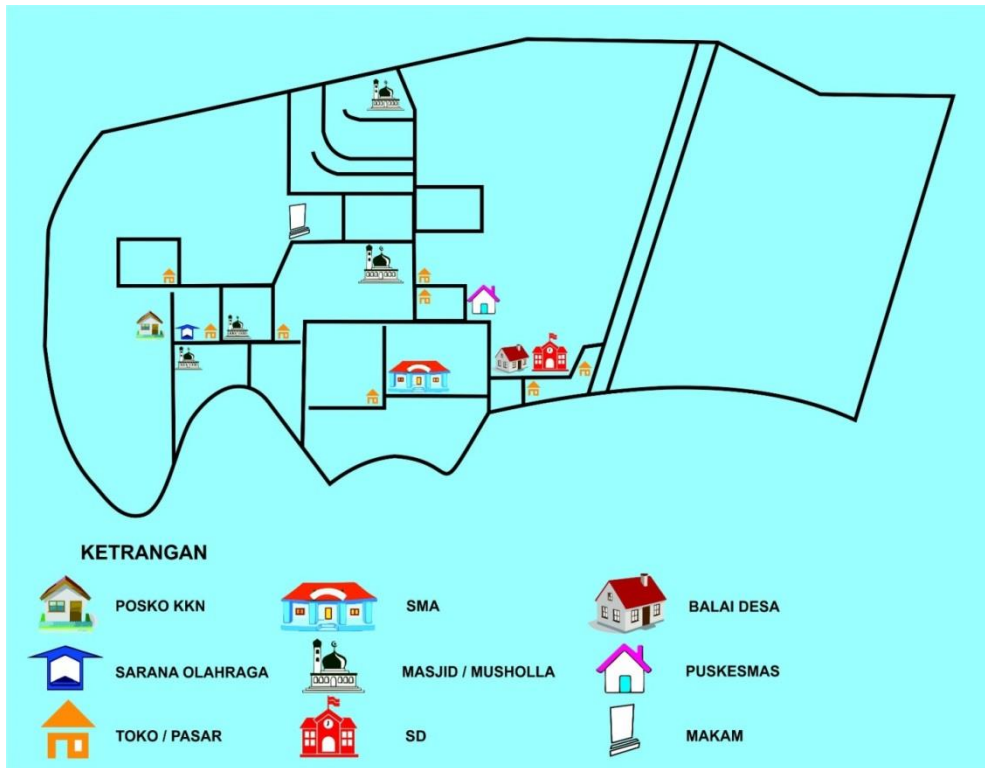 KETRANGAN
POSKO KKN
SMA
BALAI DESA
SARANA OLAHRAGA
MASJID / MUSHOLLA
PUSKESMAS
TOKO / PASAR
SD
MAKAM